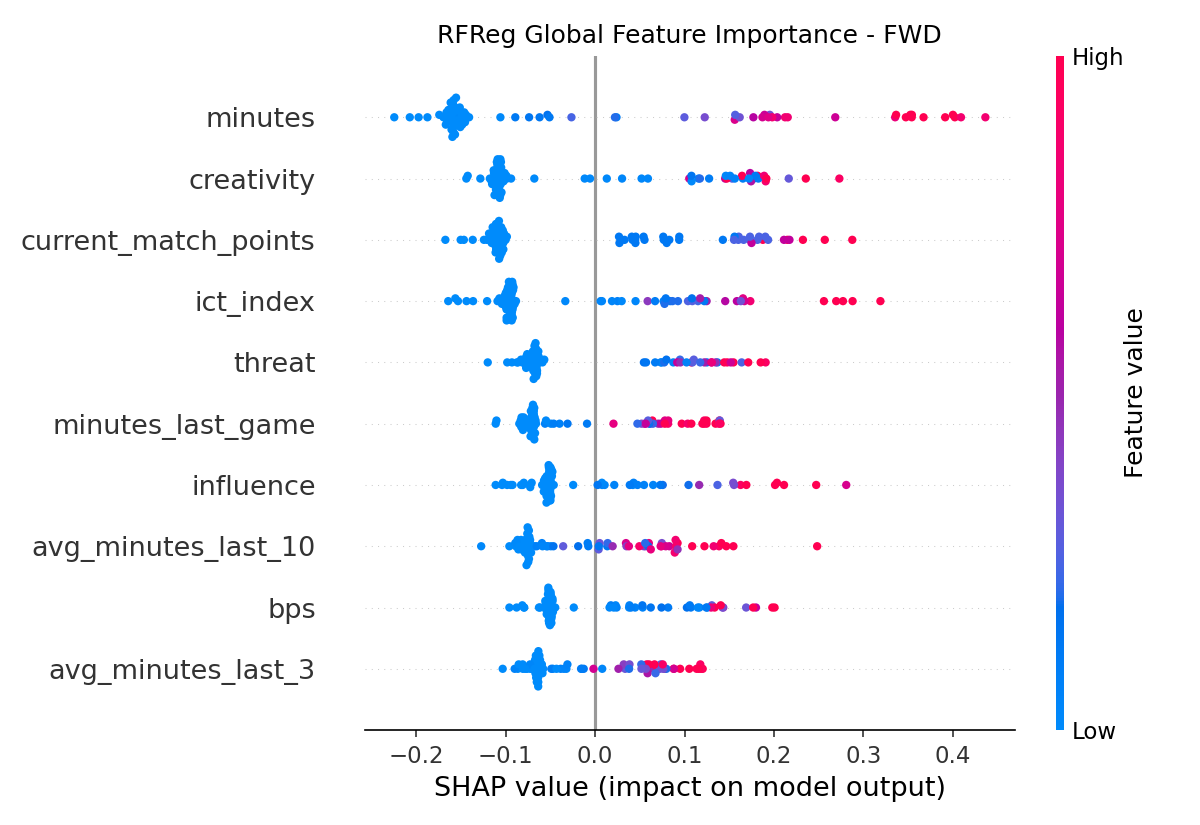 RFReg Global Feature Importance - FWD
High
minutes
creativity
current_match_points
ict_index
threat
minutes_last_game
influence
avg_minutes_last_10
bps
avg_minutes_last_3
Feature value
Low
−0.2 −0.1 0.0 0.1 0.2 0.3 0.4
SHAP value (impact on model output)